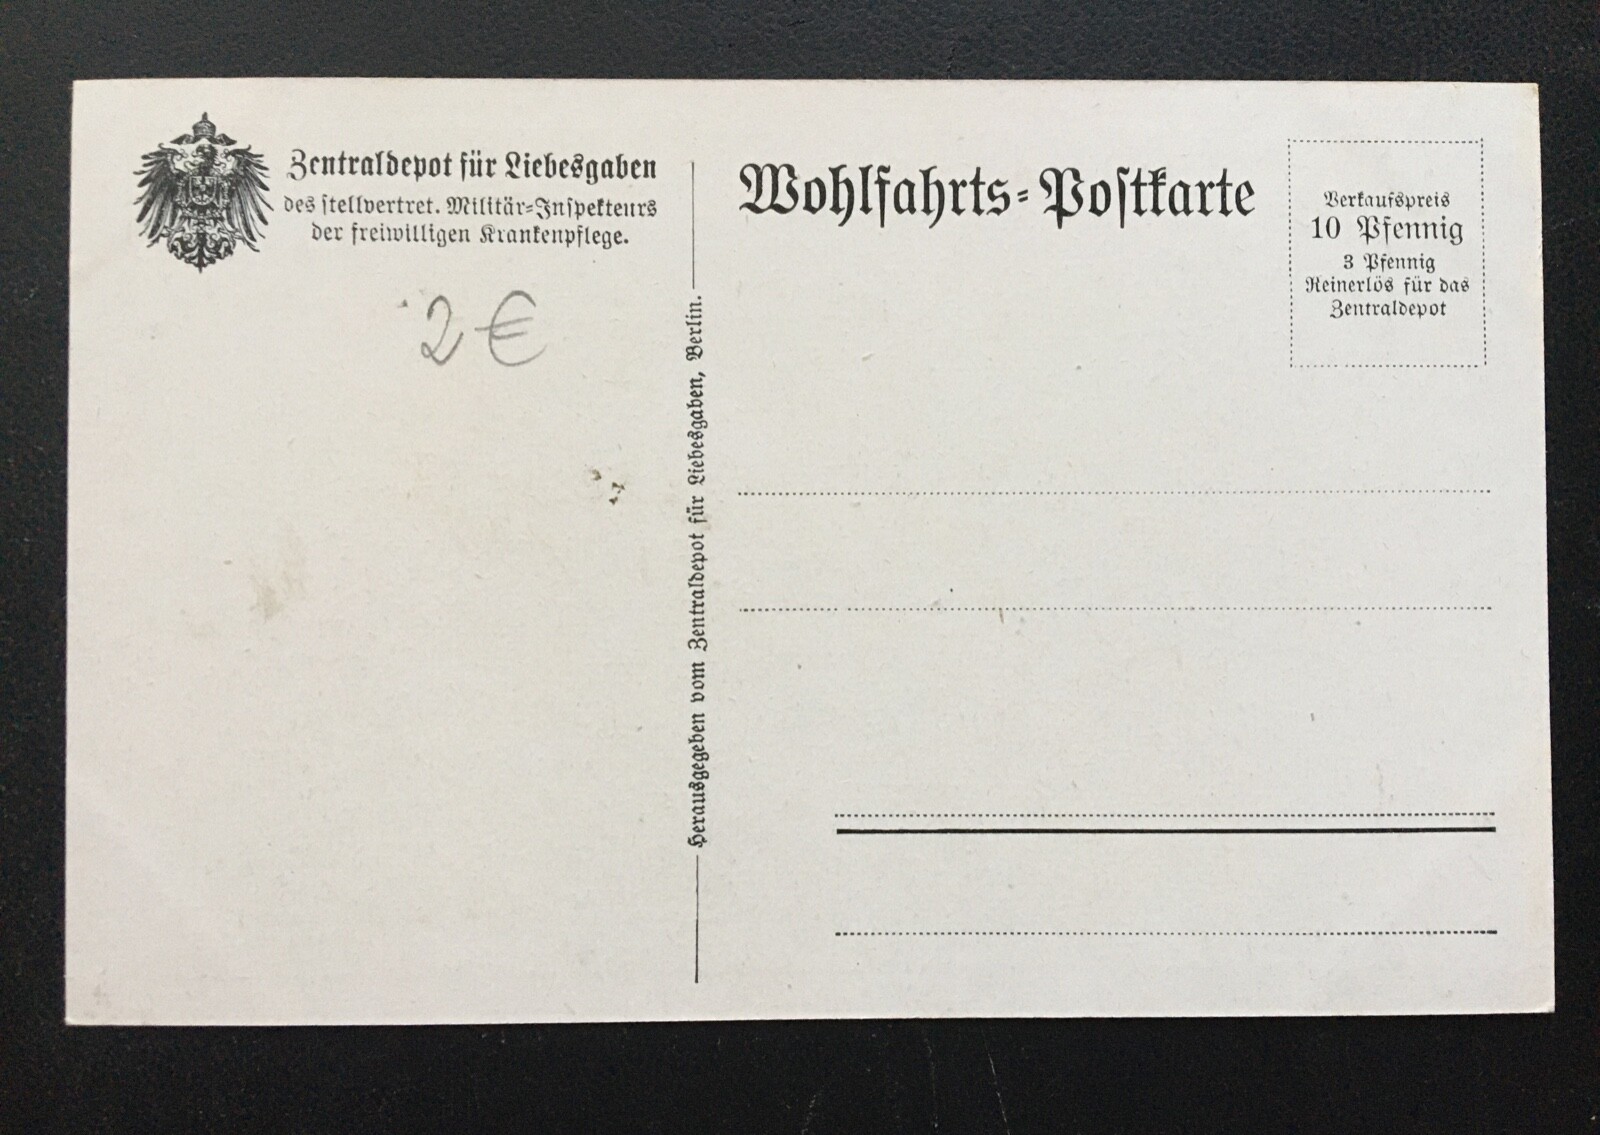 Zentraldepot für Liebesgaben
des ſtellvertret. Militär-Inſpekteurs
der freiwilligen Krankenpflege.
2 €
Herausgegeben vom Zentraldepot für Liebesgaben, Berlin.
Wohlfahrts-Poſtkarte
Verkaufspreis
10 Pfennig
3 Pfennig
Reinerlös für das
Zentraldepot